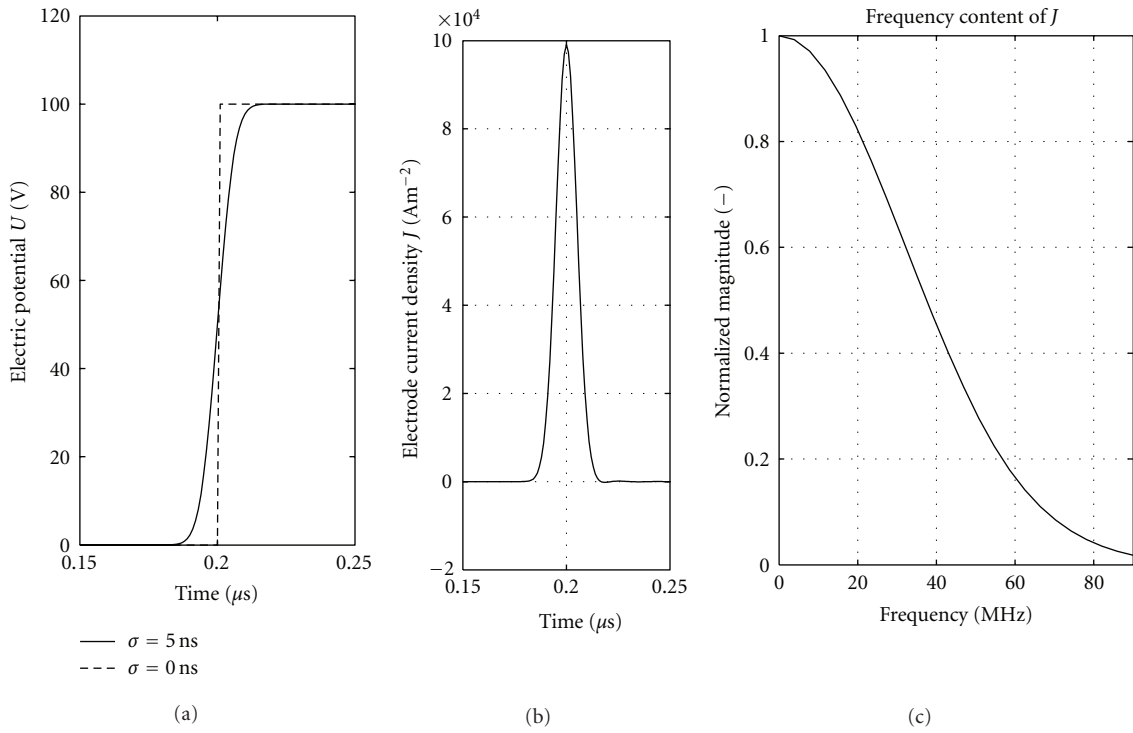 120
100
80
60
40
20
0
0.15
0.2
0.25
Electric potential U (V)
Time (μs)
σ = 5 ns
σ = 0 ns
(a)
×10⁴
10
80
60
40
2
0
−2
0.15
0.2
0.25
Electrode current density J (Am⁻²)
Time (μs)
(b)
Frequency content of J
1
0.8
0.6
0.4
0.2
0
0
20
40
60
80
Normalized magnitude (−)
Frequency (MHz)
(c)